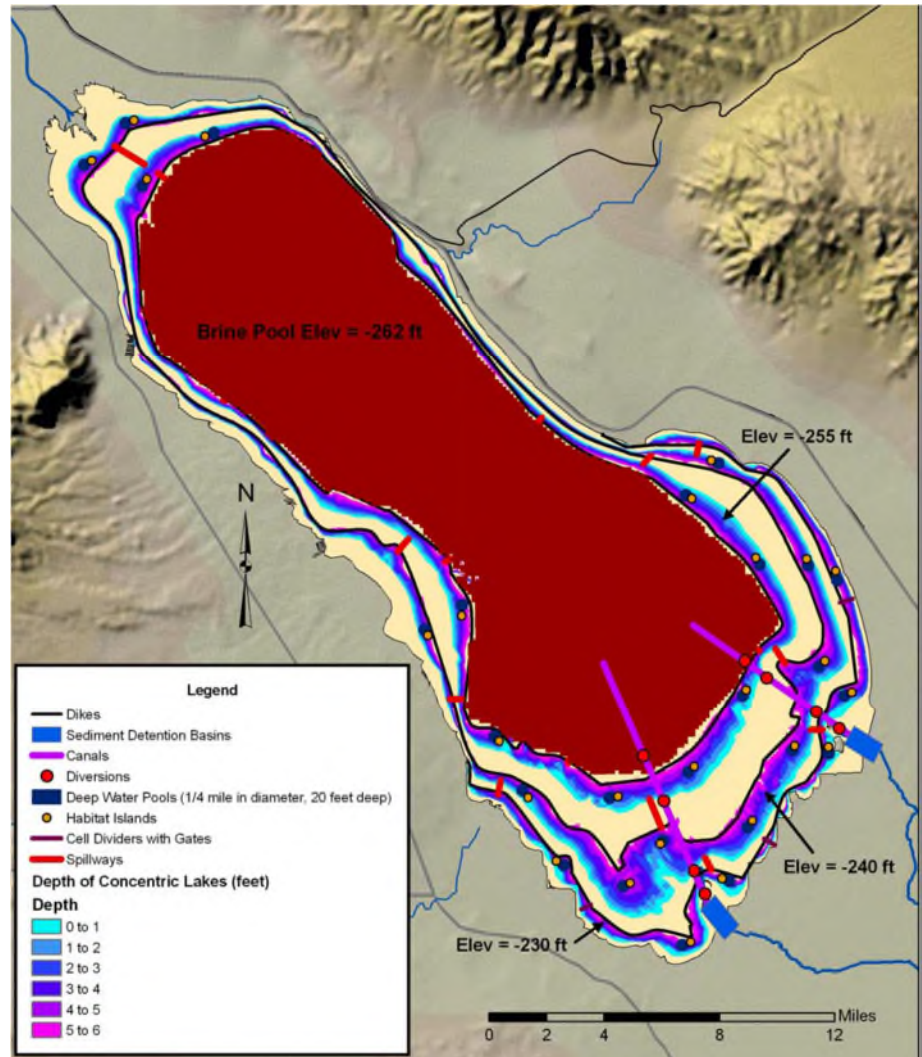 Brine Pool Elev = -262 ft
Elev = -255 ft
N
Elev = -240 ft
Elev = -230 ft
Legend
Dikes
Sediment Detention Basins
Canals
Diversions
Deep Water Pools (1/4 mile in diameter, 20 feet deep)
Habitat Islands
Cell Dividers with Gates
Spillways
Depth of Concentric Lakes (feet)
Depth
0 to 1
1 to 2
2 to 3
3 to 4
4 to 5
5 to 6
Miles
0 2 4 8 12